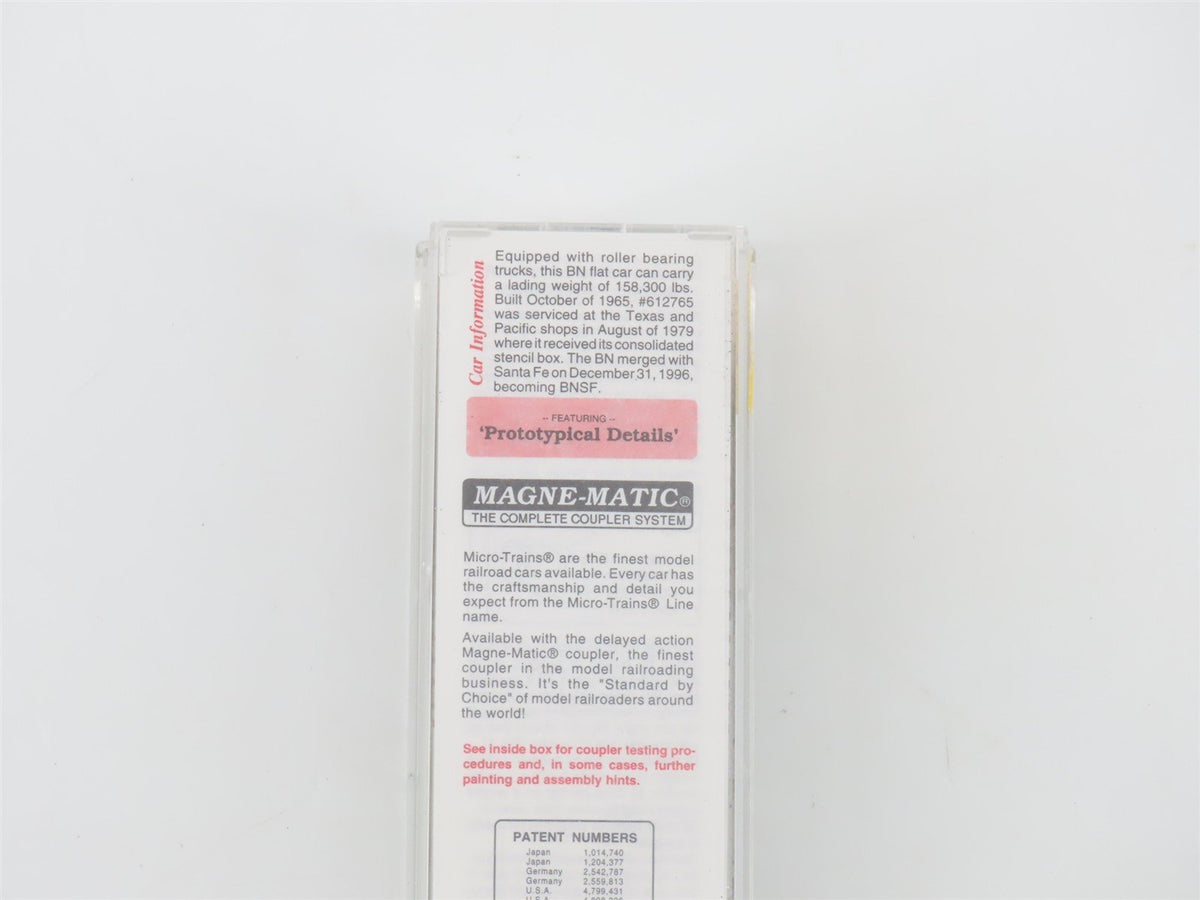 Car Information
Equipped with roller bearing
trucks, this BN flat car can carry
a lading weight of 158,300 lbs.
Built October of 1965, #612765
was serviced at the Texas and
Pacific shops in August of 1979
where it received its consolidated
stencil box. The BN merged with
Santa Fe on December 31, 1996,
becoming BNSF.
-- FEATURING --
'Prototypical Details'
MAGNE-MATIC®
THE COMPLETE COUPLER SYSTEM
Micro-Trains® are the finest model
railroad cars available. Every car has
the craftsmanship and detail you
expect from the Micro-Trains® Line
name.
Available with the delayed action
Magne-Matic® coupler, the finest
coupler in the model railroading
business. It's the "Standard by
Choice" of model railroaders around
the world!
See inside box for coupler testing pro-
cedures and, in some cases, further
painting and assembly hints.
PATENT NUMBERS
Japan 1,014,740
Japan 1,204,377
Germany 2,542,787
Germany 2,559,813
U.S.A. 4,799,431